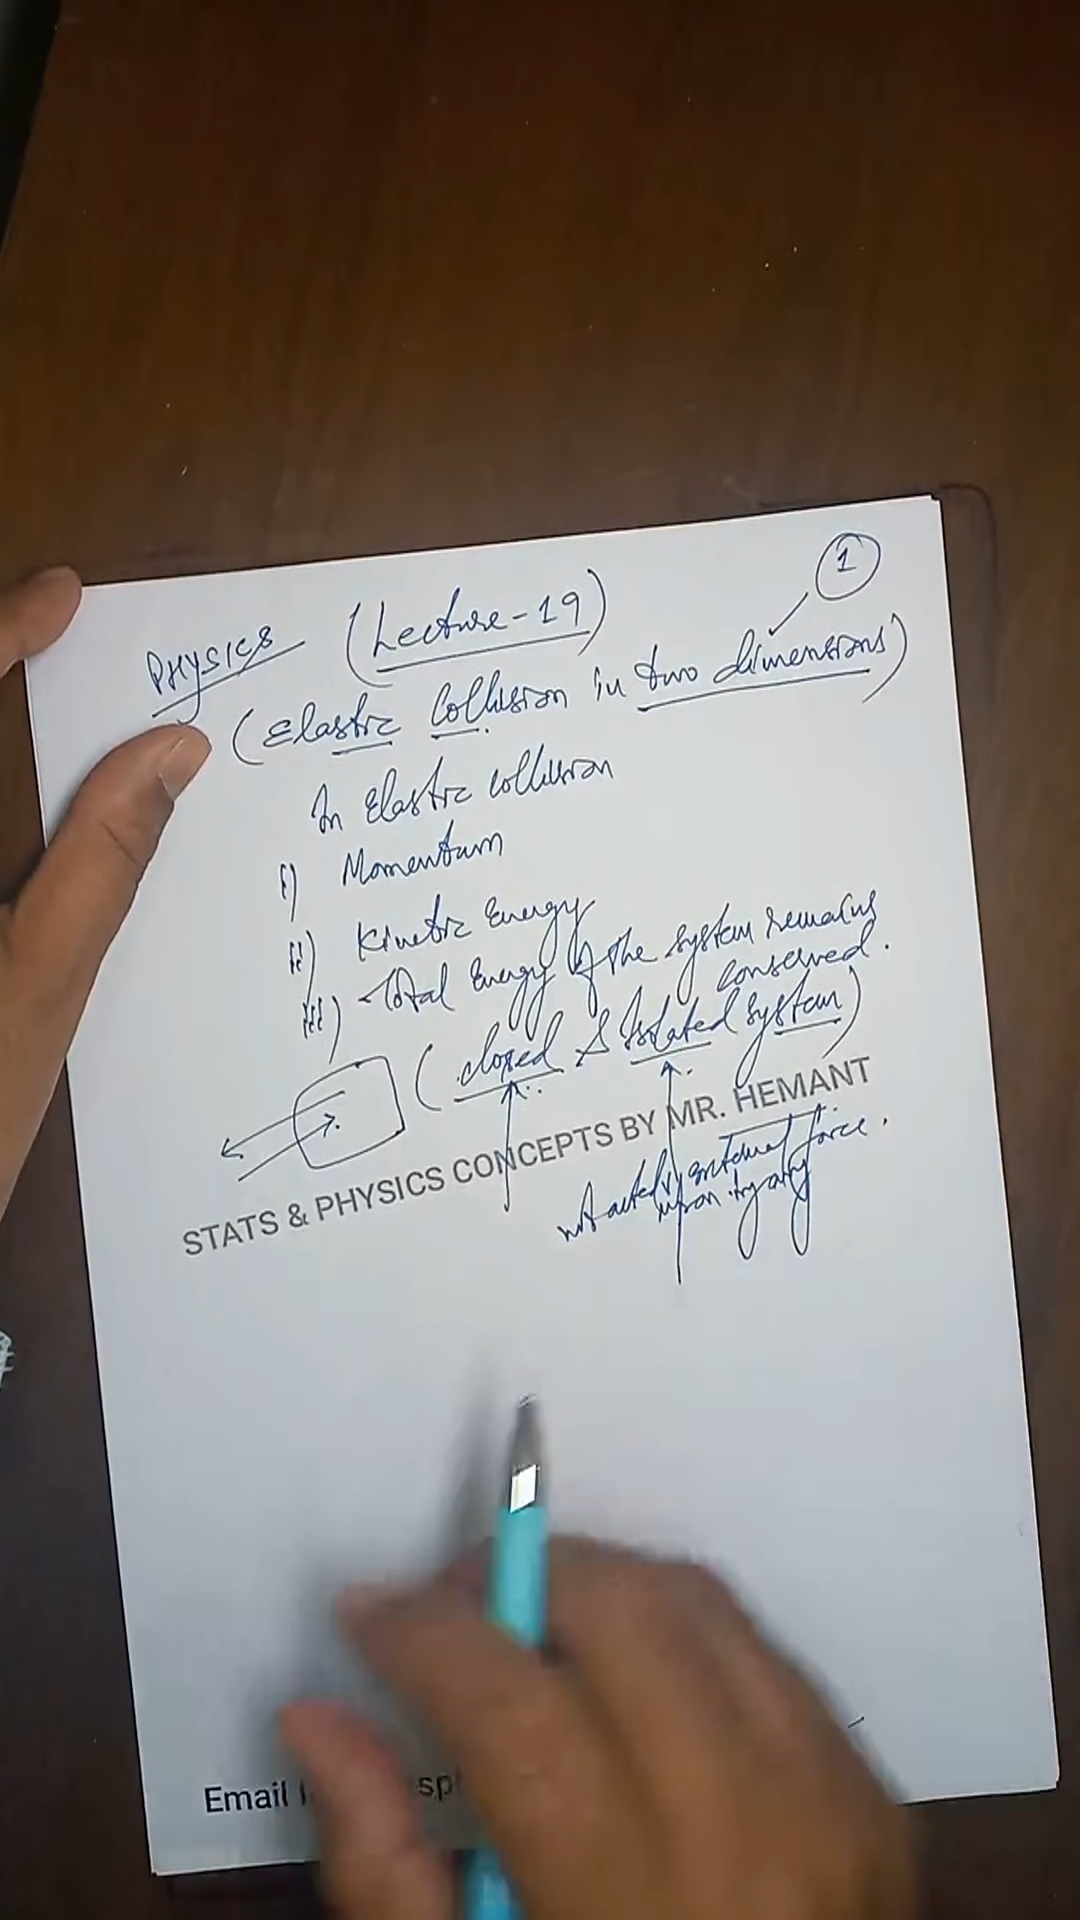 1
PHYSICS (Lecture-19)
(Elastic Collision in two dimensions)
In Elastic collision
i) Momentum
ii) Kinetic Energy
iii) Total Energy of the system remains
conserved.
(closed & Isolated system)
STATS & PHYSICS CONCEPTS BY MR. HEMANT
not acted external force.
upon by any
Email